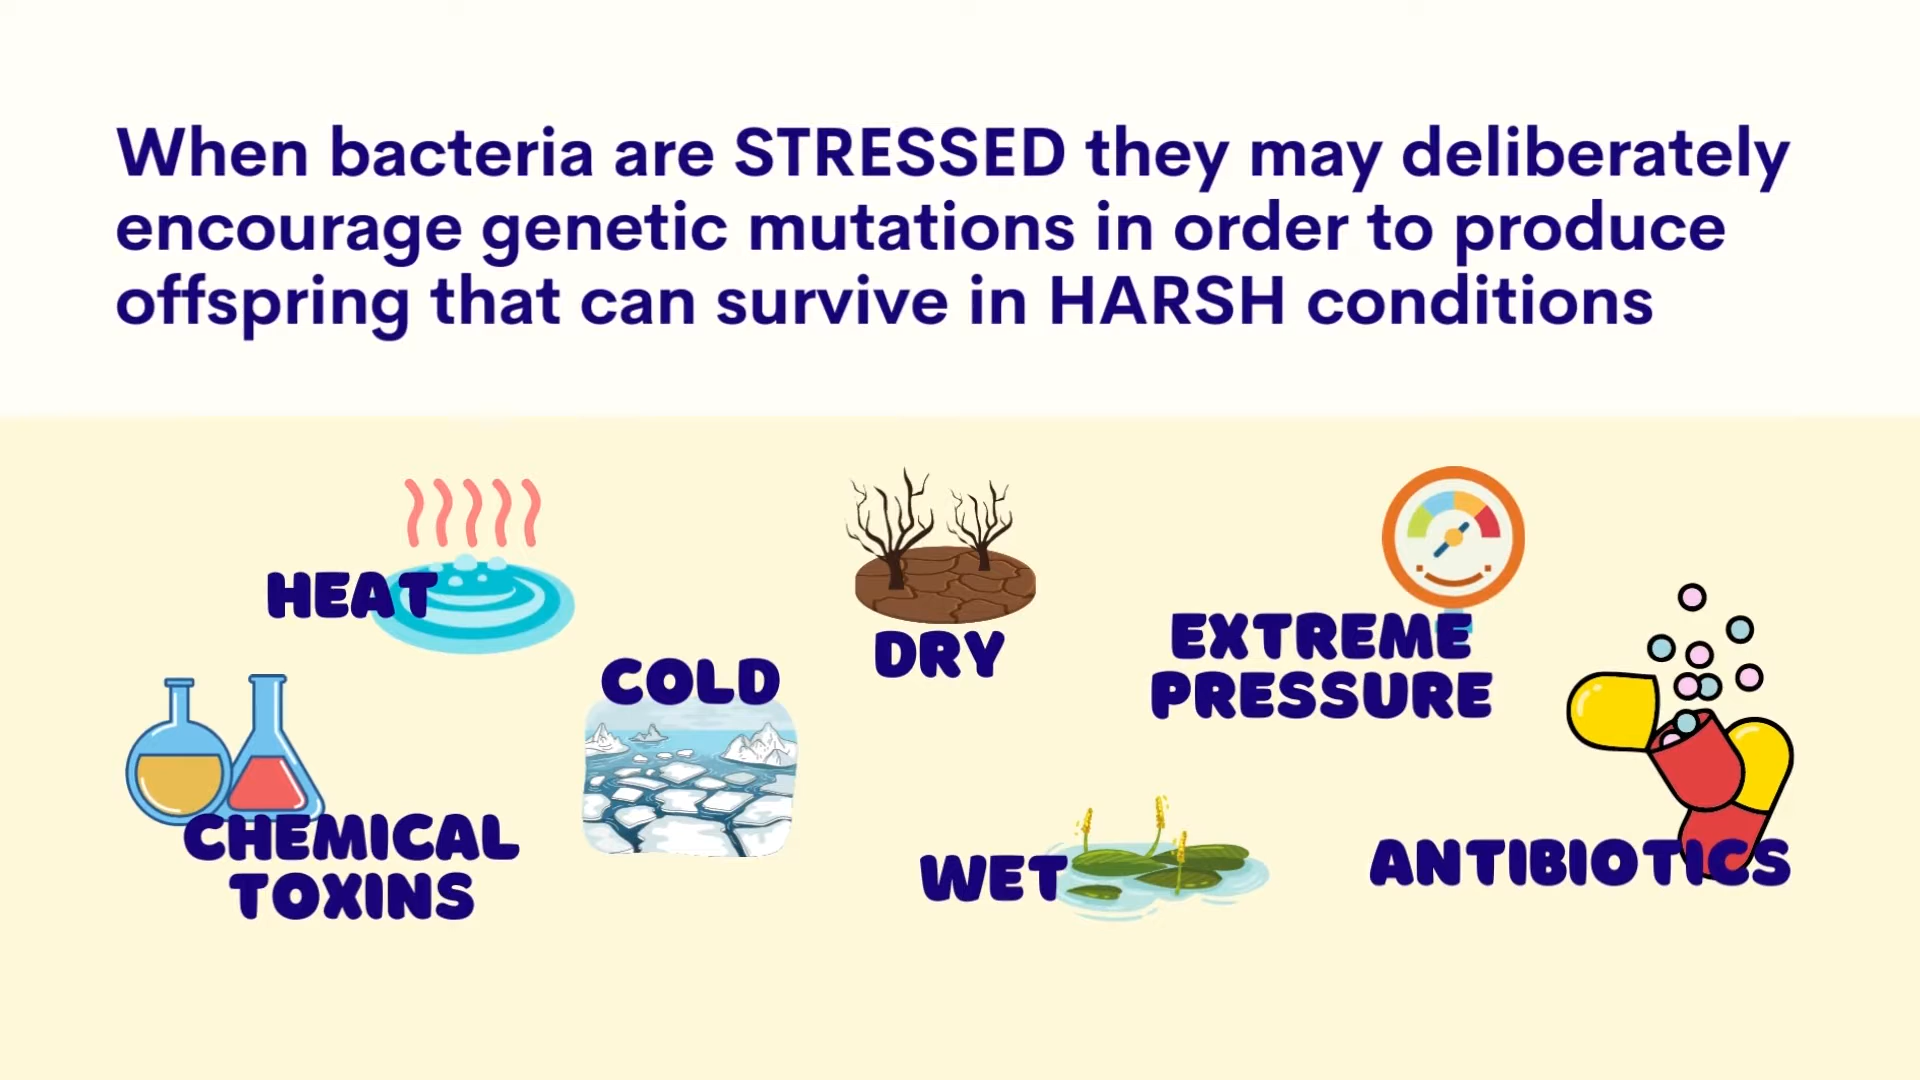 When bacteria are STRESSED they may deliberately
encourage genetic mutations in order to produce
offspring that can survive in HARSH conditions
HEAT
COLD
DRY
EXTREME
PRESSURE
CHEMICAL
TOXINS
WET
ANTIBIOTICS